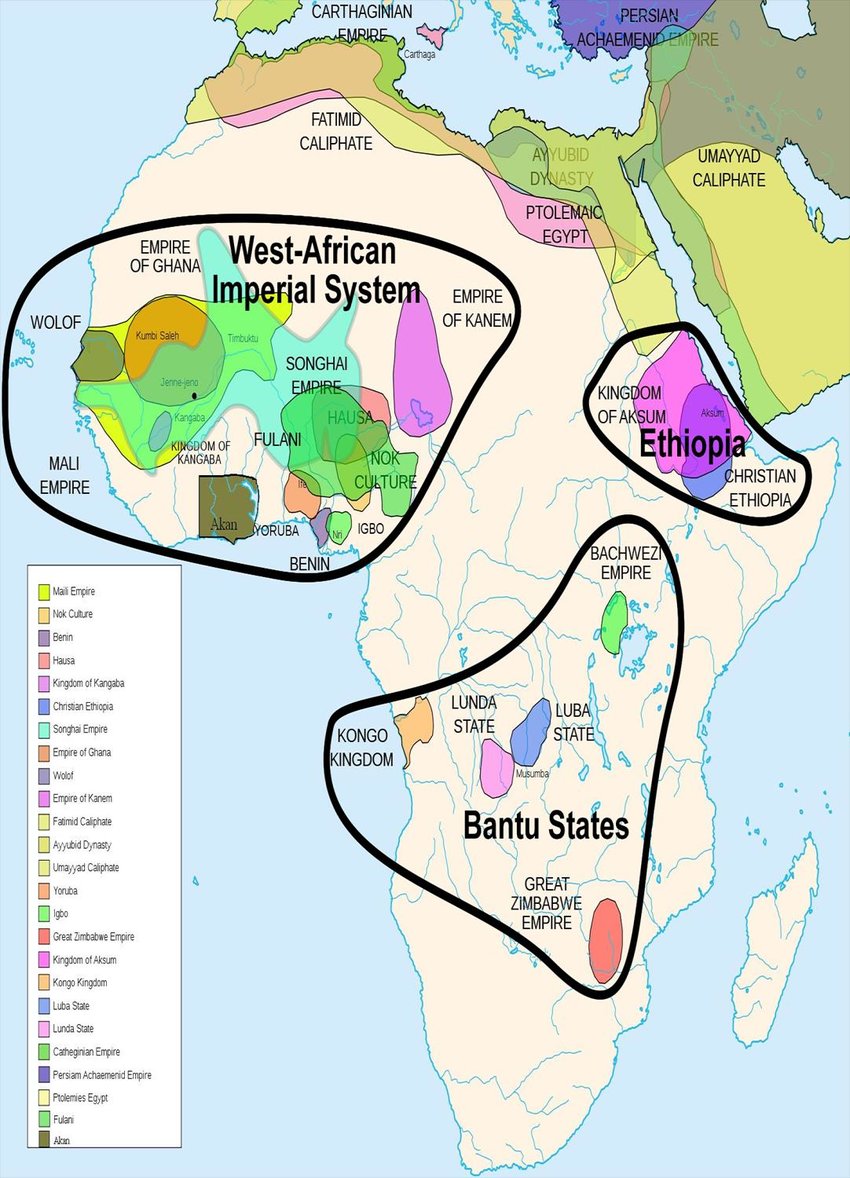 CARTHAGINIAN
EMPIRE
Carthaga
PERSIAN
ACHAEMENID EMPIRE
FATIMID
CALIPHATE
AYYUBID
DYNASTY
UMAYYAD
CALIPHATE
PTOLEMAIC
EGYPT
West-African
Imperial System
EMPIRE
OF GHANA
WOLOF
Kumbi Saleh
Timbuktu
EMPIRE
OF KANEM
SONGHAI
EMPIRE
Jenne-jeno
Kangaba
HAUSA
KINGDOM OF
KANGABA
FULANI
NOK
CULTURE
MALI
EMPIRE
Ife
Akan
YORUBA
Nri
IGBO
BENIN
KINGDOM
OF AKSUM
Aksum
Ethiopia
CHRISTIAN
ETHIOPIA
BACHWEZI
EMPIRE
LUNDA
STATE
LUBA
STATE
KONGO
KINGDOM
Musumba
Bantu States
GREAT
ZIMBABWE
EMPIRE
Maili Empire
Nok Culture
Benin
Hausa
Kingdom of Kangaba
Christian Ethiopia
Songhai Empire
Empire of Ghana
Wolof
Empire of Kanem
Fatimid Caliphate
Ayyubid Dynasty
Umayyad Caliphate
Yoruba
Igbo
Great Zimbabwe Empire
Kingdom of Aksum
Kongo Kingdom
Luba State
Lunda State
Catheginian Empire
Persiam Achaemenid Empire
Ptolemies Egypt
Fulani
Akan